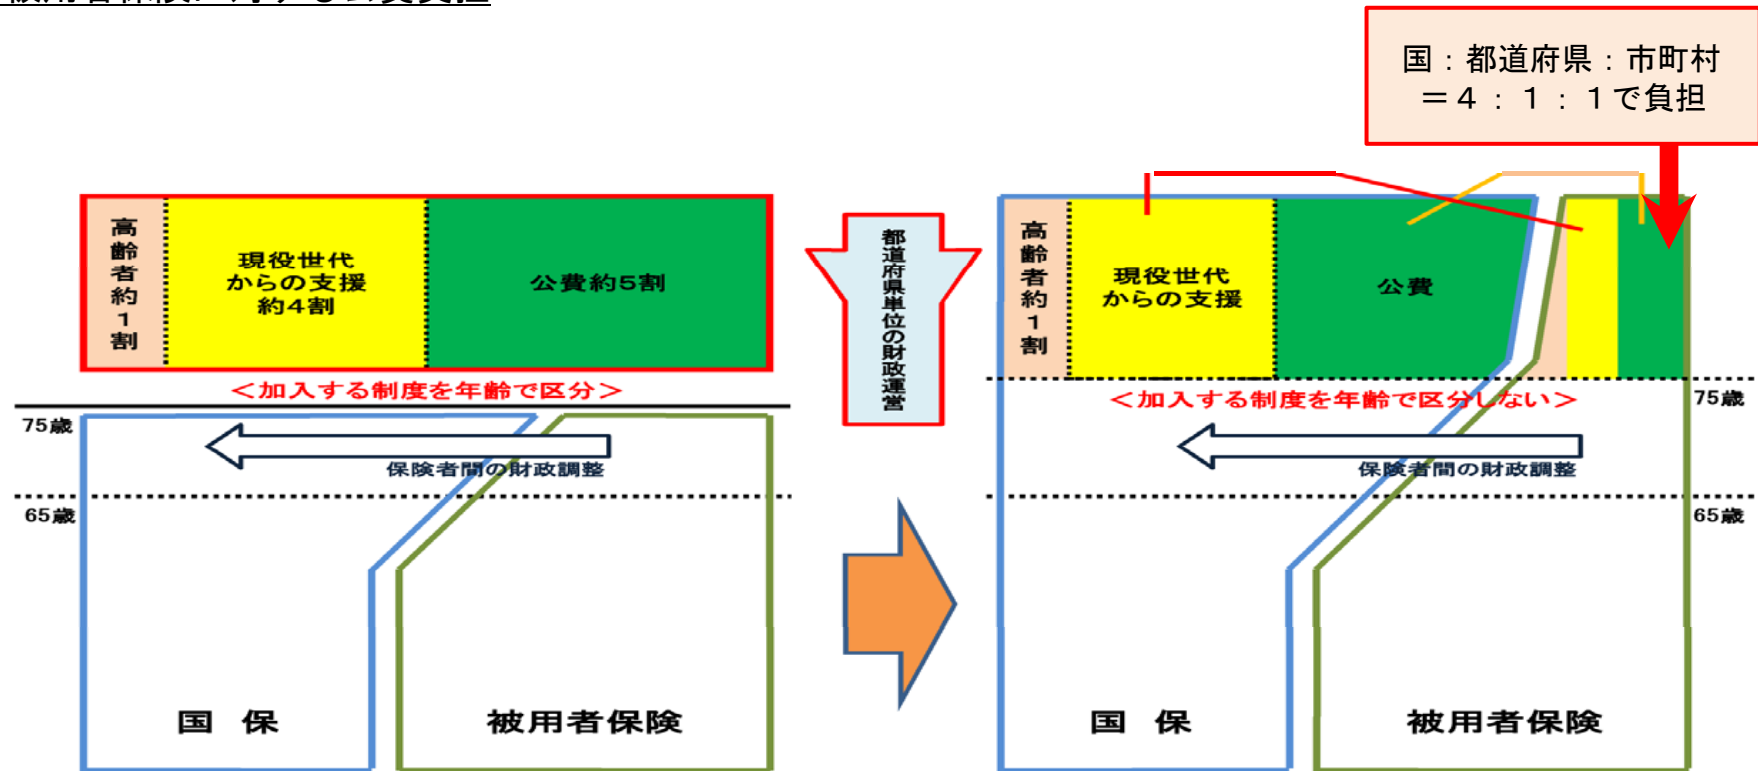 国：都道府県：市町村
＝４：１：１で負担
高齢者約１割
現役世代
からの支援
約4割
公費約5割
＜加入する制度を年齢で区分＞
75歳
保険者間の財政調整
65歳
国 保
被用者保険
都道府県単位の財政運営
高齢者約１割
現役世代
からの支援
公費
＜加入する制度を年齢で区分しない＞
75歳
保険者間の財政調整
65歳
国 保
被用者保険